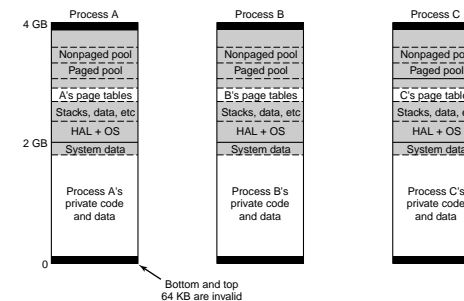 Process A
Process B
Process C
4 GB
Nonpaged pool
Paged pool
A's page tables
Stacks, data, etc
HAL + OS
System data
2 GB
Process A's
private code
and data
0
Nonpaged pool
Paged pool
B's page tables
Stacks, data, etc
HAL + OS
System data
Process B's
private code
and data
Nonpaged po
Paged pool
C's page table
Stacks, data, e
HAL + OS
System data
Process C's
private code
and data
Bottom and top
64 KB are invalid